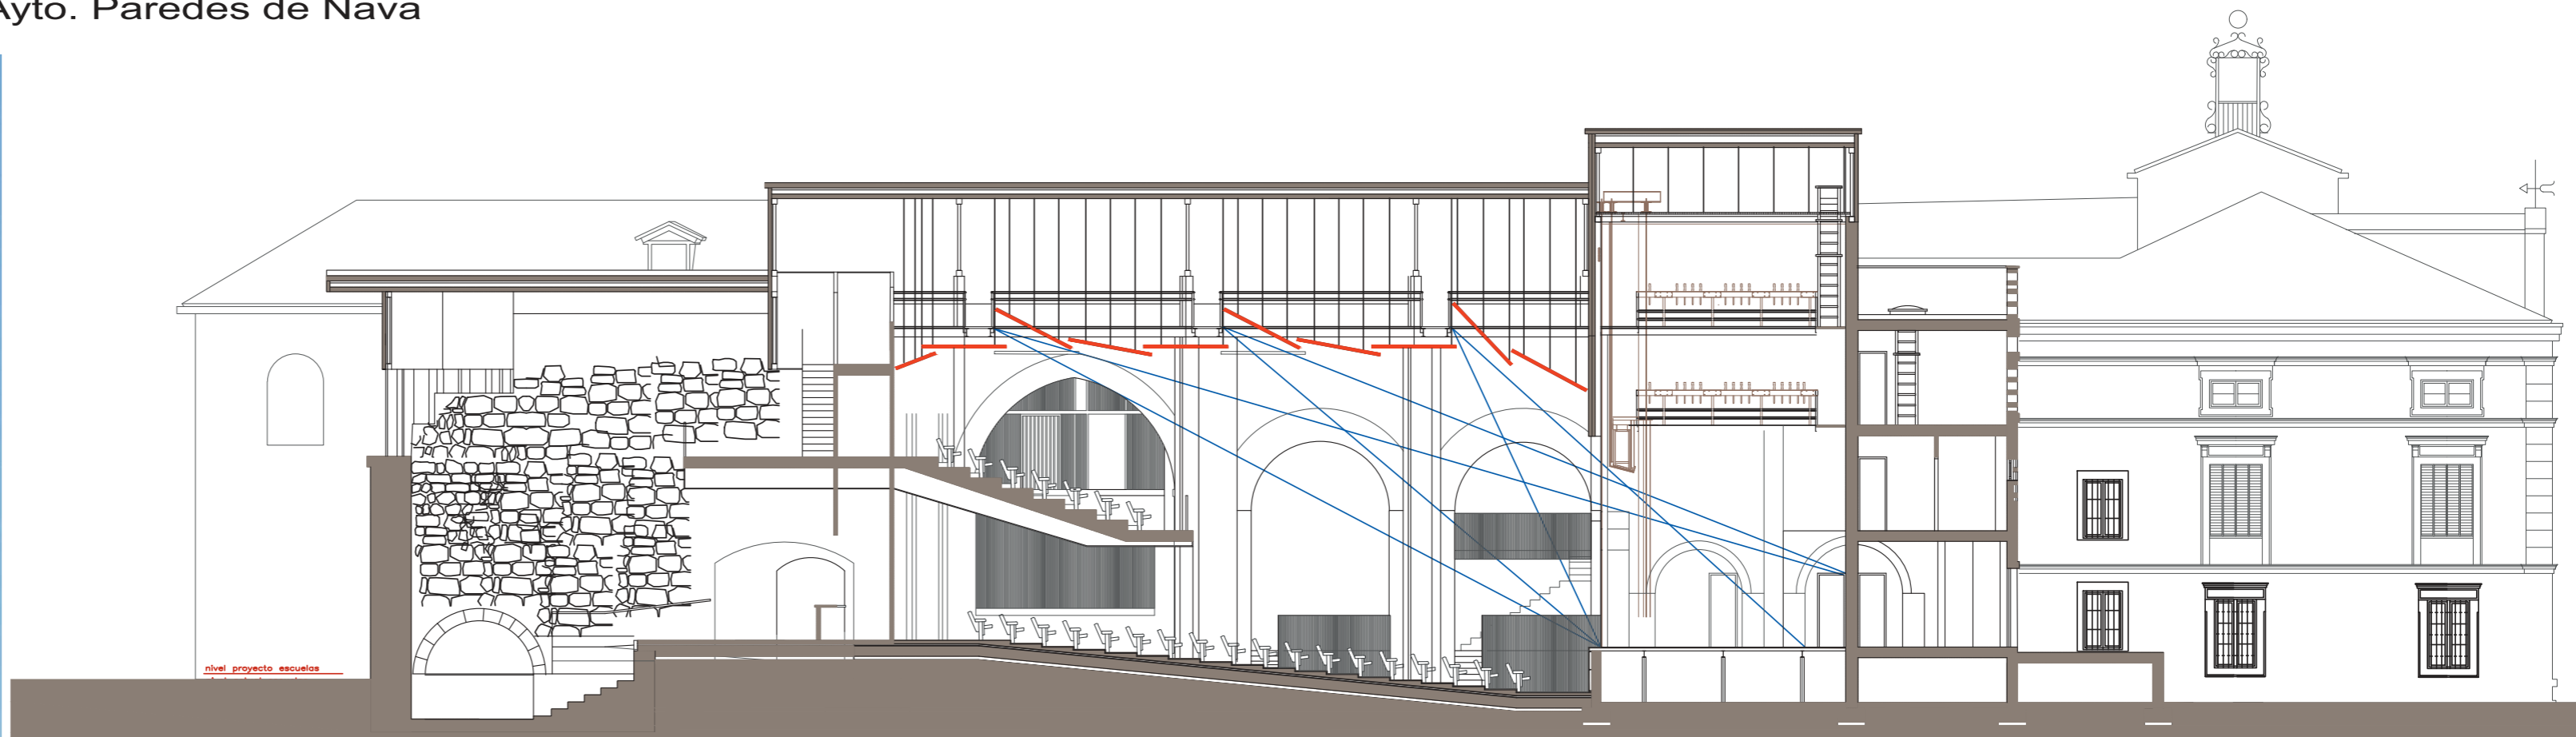 Ayto. Paredes de Nava
nivel proyecto escuelas